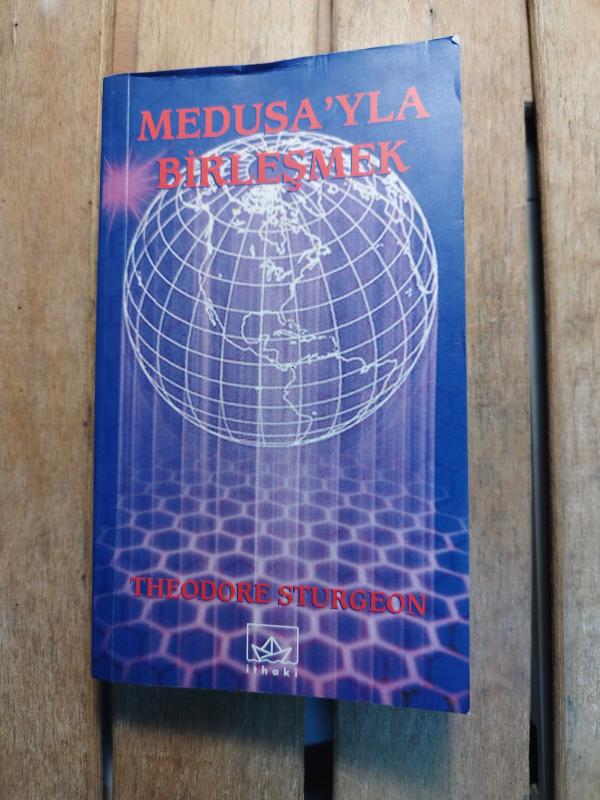 MEDUSA'YLA
BİRLEŞMEK
THEODORE STURGEON
ithaki